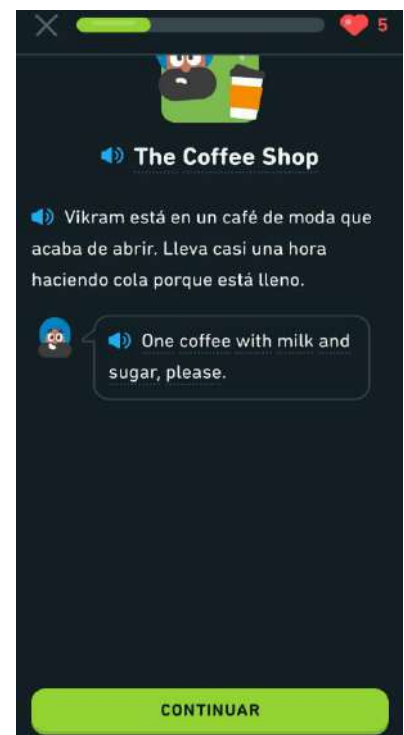 5
The Coffee Shop
Vikram está en un café de moda que
acaba de abrir. Lleva casi una hora
haciendo cola porque está lleno.
One coffee with milk and
sugar, please.
CONTINUAR